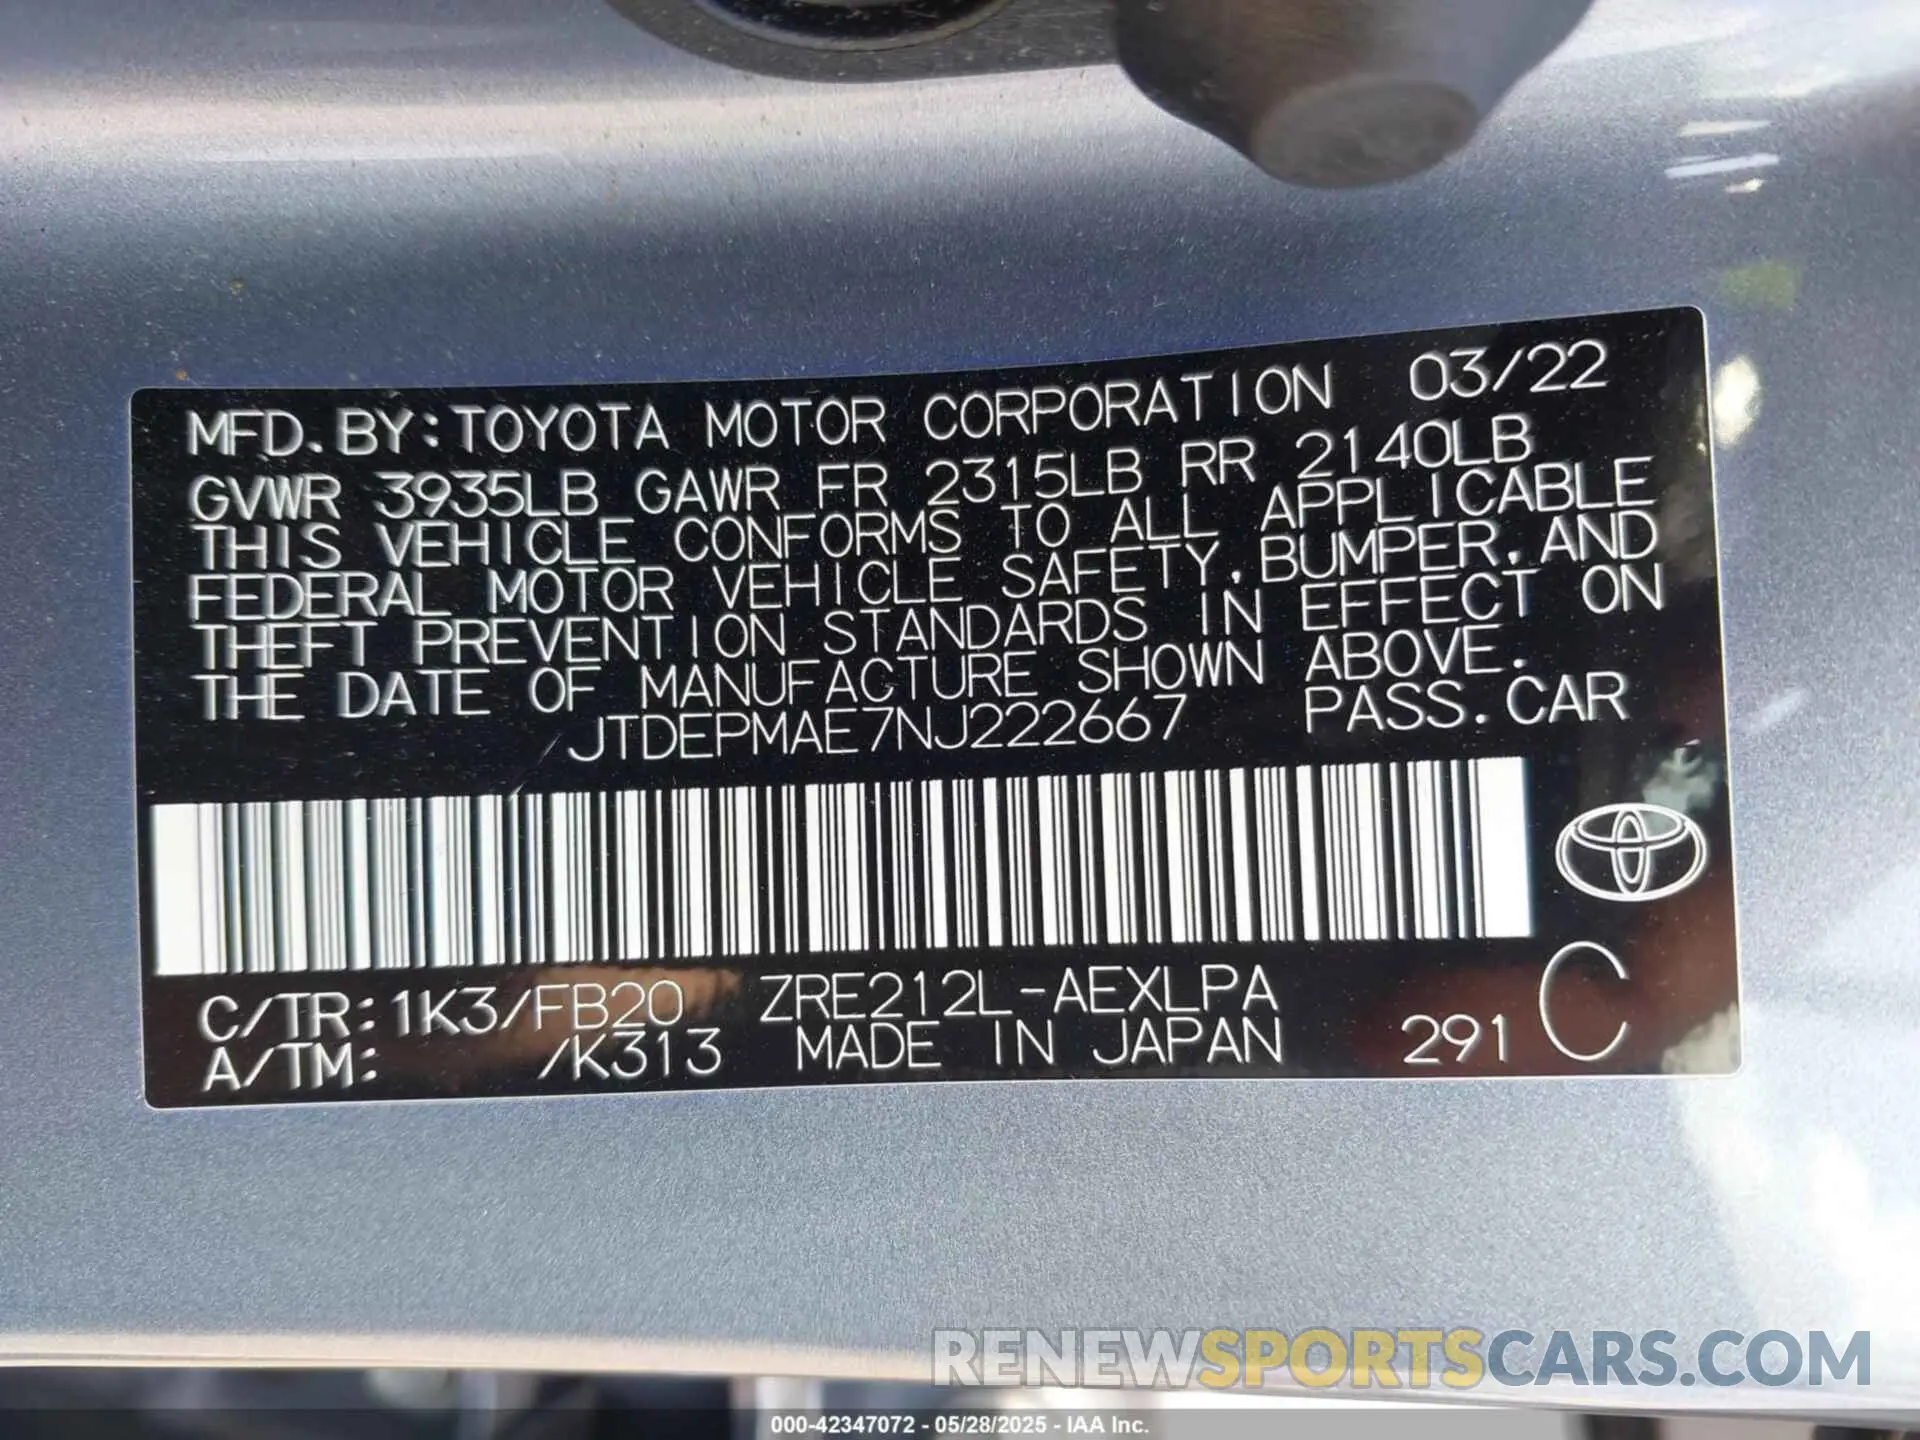 MFD.BY:TOYOTA MOTOR CORPORATION 03/22
GVWR 3935LB GAWR FR 2315LB RR 2140LB
THIS VEHICLE CONFORMS TO ALL APPLICABLE
FEDERAL MOTOR VEHICLE SAFETY,BUMPER,AND
THEFT PREVENTION STANDARDS IN EFFECT ON
THE DATE OF MANUFACTURE SHOWN ABOVE.
JTDEPMAE7NJ222667 PASS.CAR
C/TR:1K3/FB20 ZRE212L-AEXLPA
A/TM: /K313 MADE IN JAPAN 291 C
RENEWSPORTSCARS.COM
000-42347072 - 05/28/2025 - IAA Inc.